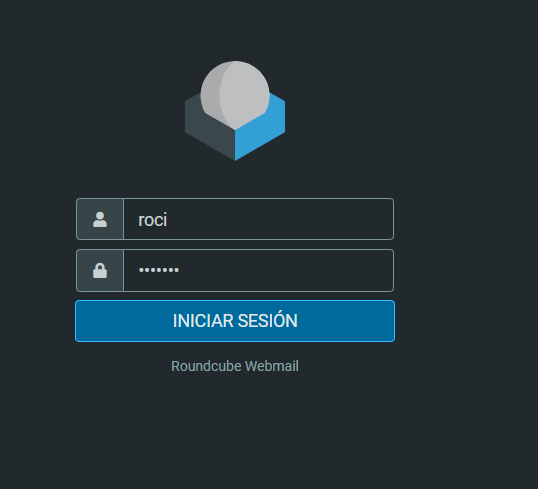 roci
•••••••
INICIAR SESIÓN
Roundcube Webmail